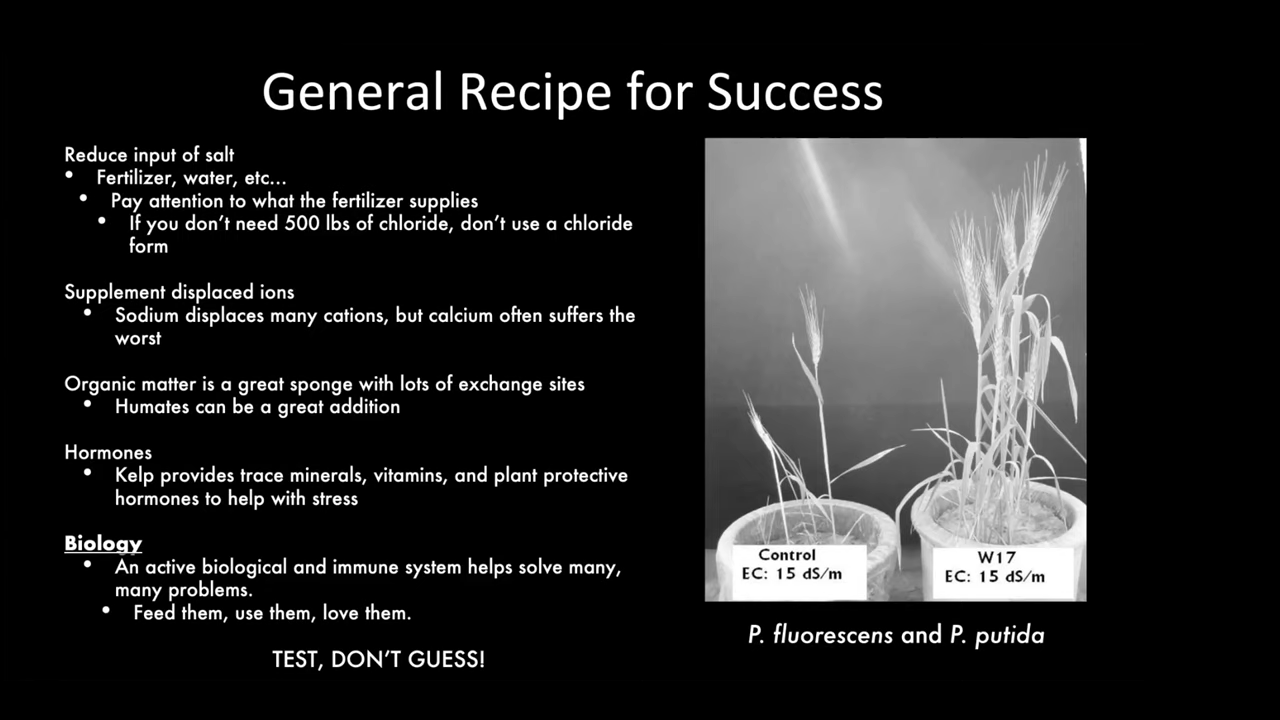 General Recipe for Success
Reduce input of salt
• Fertilizer, water, etc...
• Pay attention to what the fertilizer supplies
• If you don't need 500 lbs of chloride, don't use a chloride
form
Supplement displaced ions
• Sodium displaces many cations, but calcium often suffers the
worst
Organic matter is a great sponge with lots of exchange sites
• Humates can be a great addition
Hormones
• Kelp provides trace minerals, vitamins, and plant protective
hormones to help with stress
Biology
• An active biological and immune system helps solve many,
many problems.
• Feed them, use them, love them.
TEST, DON'T GUESS!
Control
EC: 15 dS/m
W17
EC: 15 dS/m
P. fluorescens and P. putida